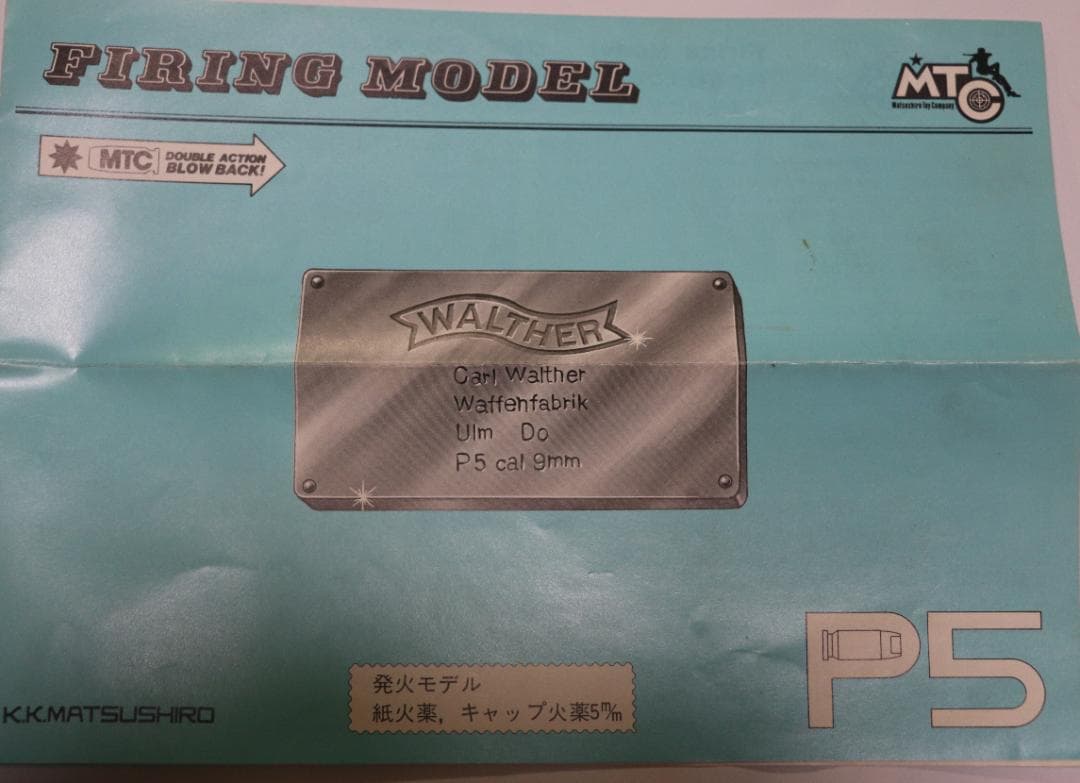 FIRING MODEL
MTC
Matsushiro Toy Company
MTC DOUBLE ACTION
BLOW BACK!
WALTHER
Carl Walther
Waffenfabrik
Ulm Do
P5 cal 9mm
P5
発火モデル
紙火薬,キャップ火薬5m/m
K.K.MATSUSHIRO